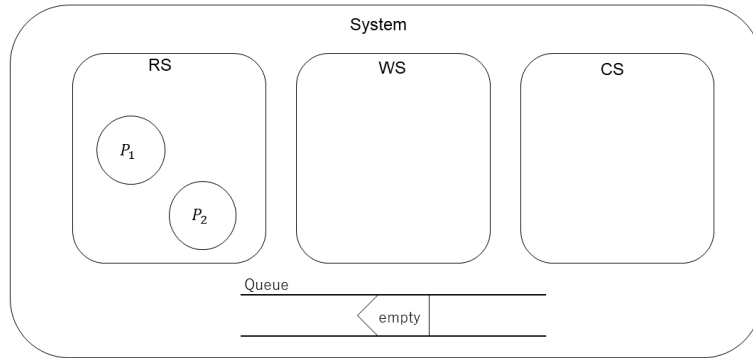 System
RS
WS
CS
P₁
P₂
Queue
empty